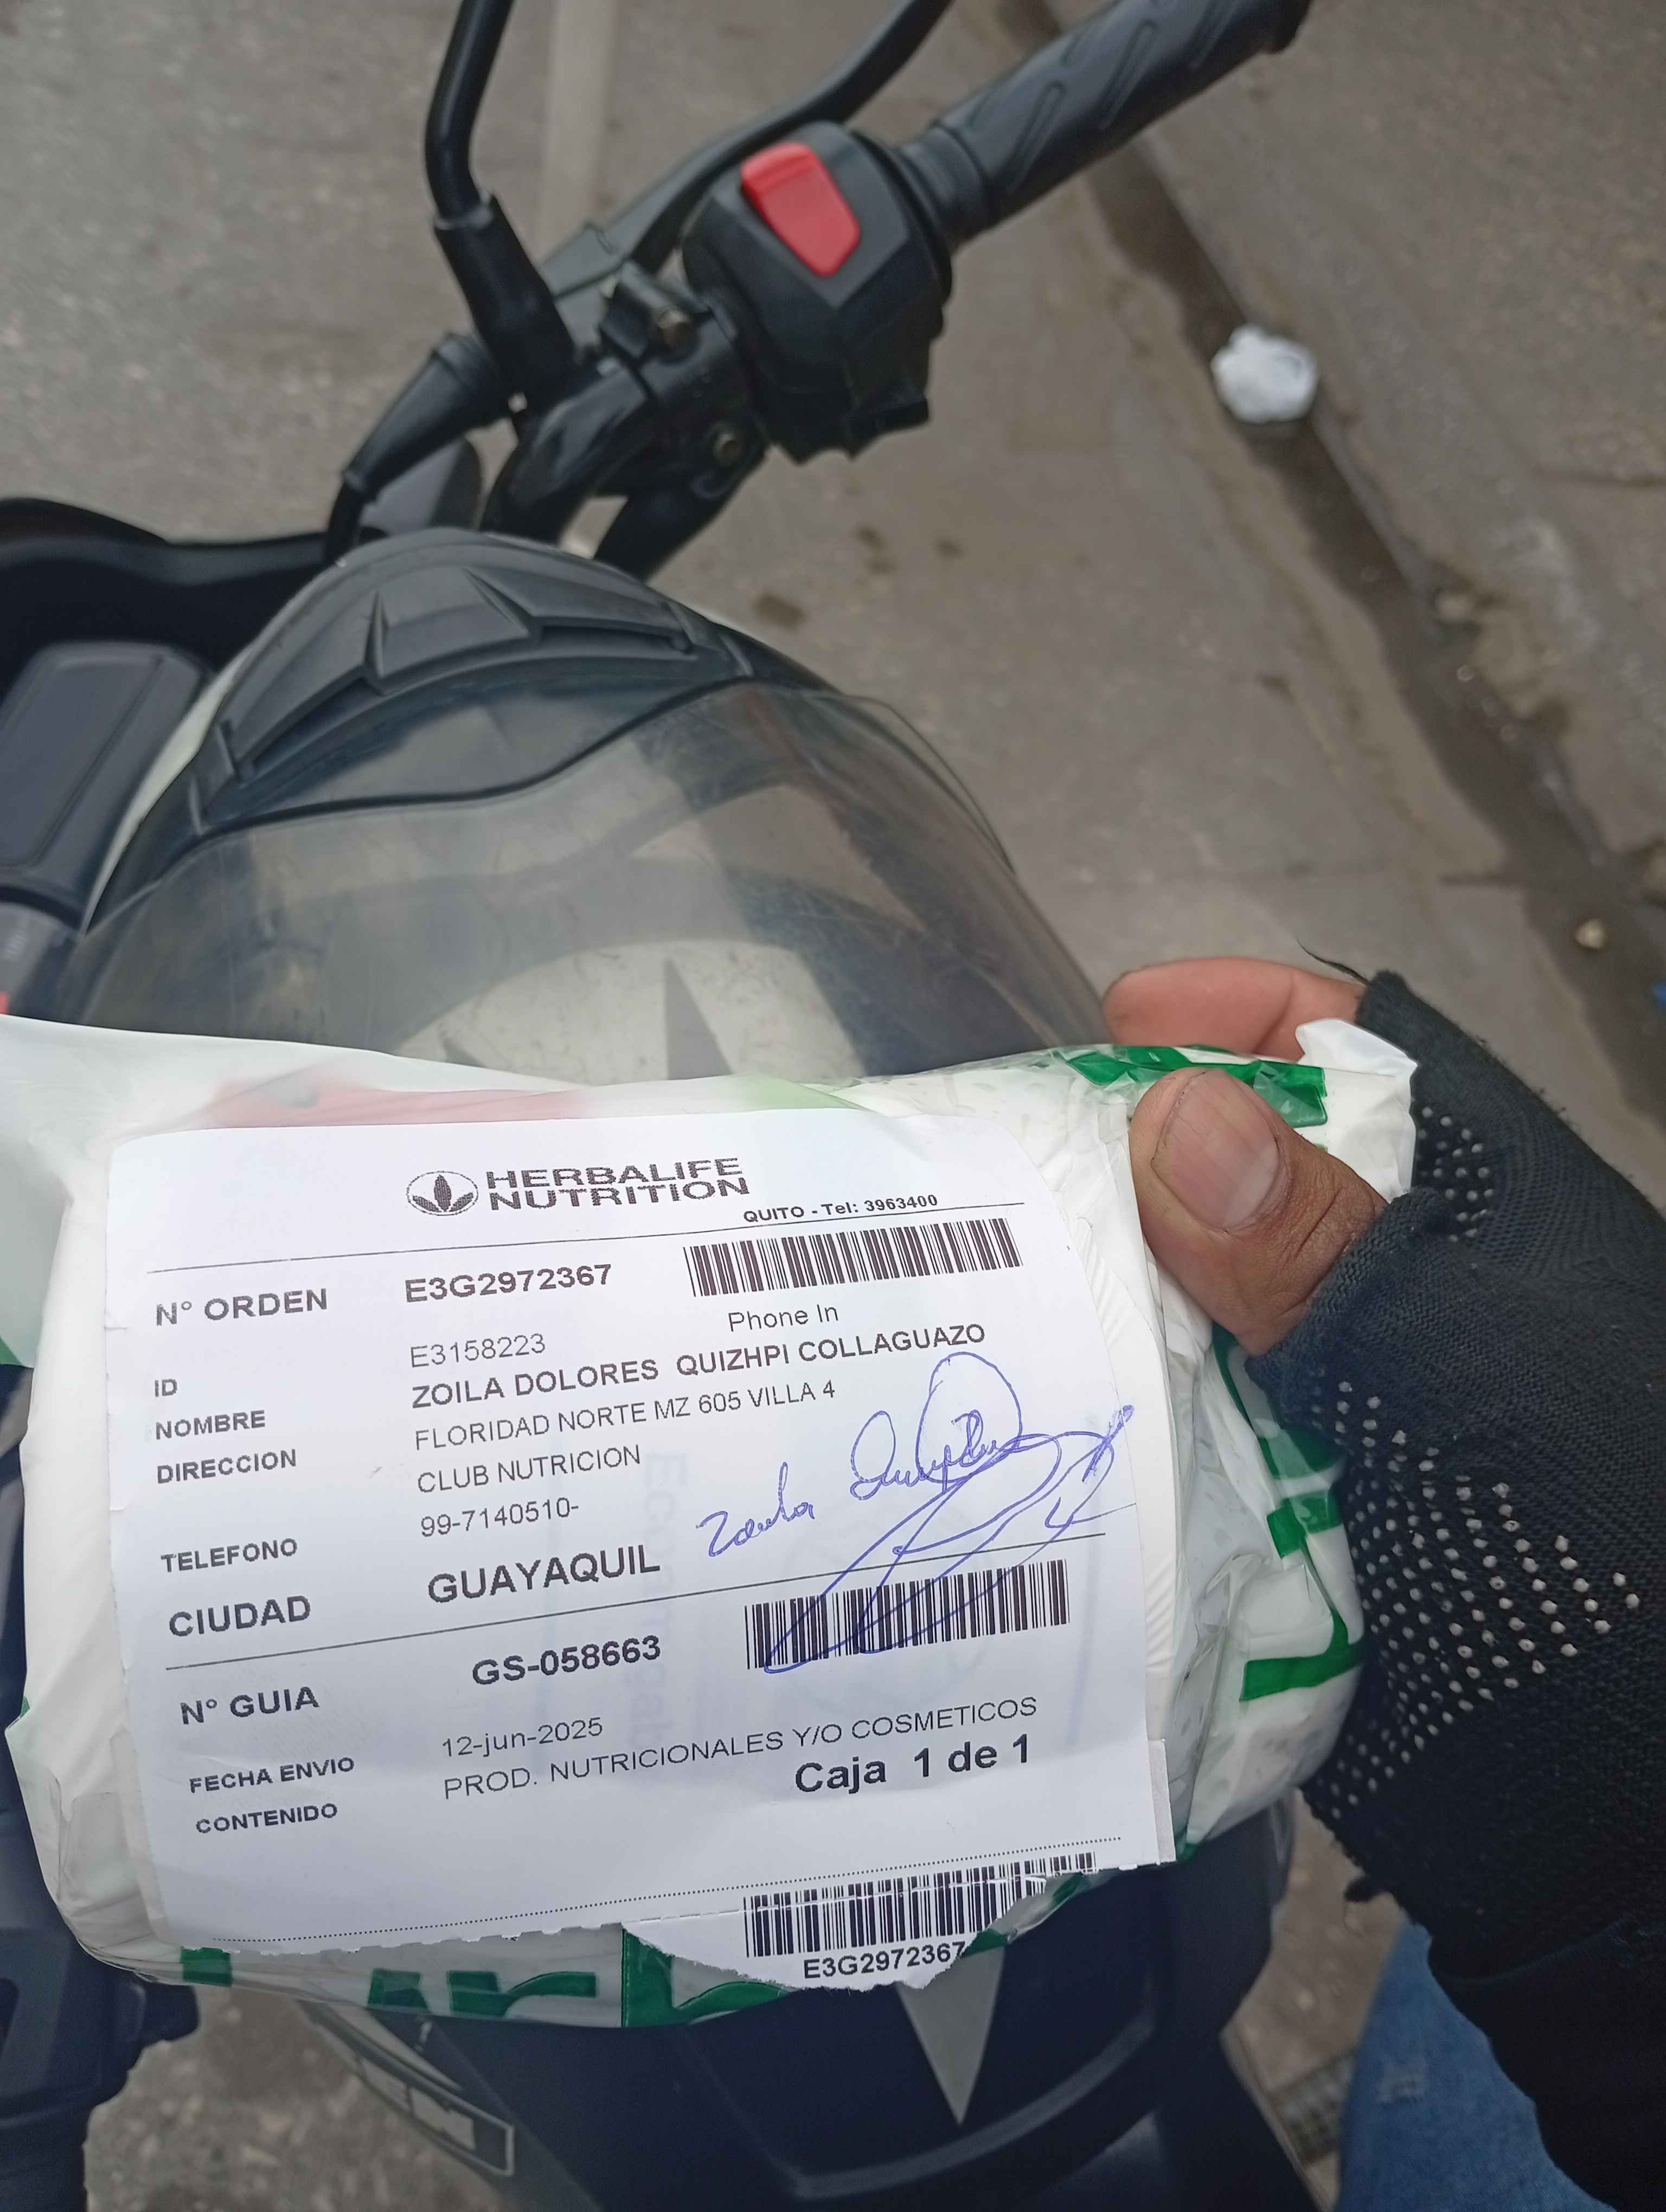 HERBALIFE
NUTRITION
QUITO - Tel: 3963400
N° ORDEN E3G2972367
Phone In
ID E3158223
NOMBRE ZOILA DOLORES QUIZHPI COLLAGUAZO
DIRECCION FLORIDAD NORTE MZ 605 VILLA 4
CLUB NUTRICION
TELEFONO 99-7140510-
CIUDAD GUAYAQUIL
N° GUIA GS-058663
FECHA ENVIO 12-jun-2025
CONTENIDO PROD. NUTRICIONALES Y/O COSMETICOS
Caja 1 de 1
E3G2972367